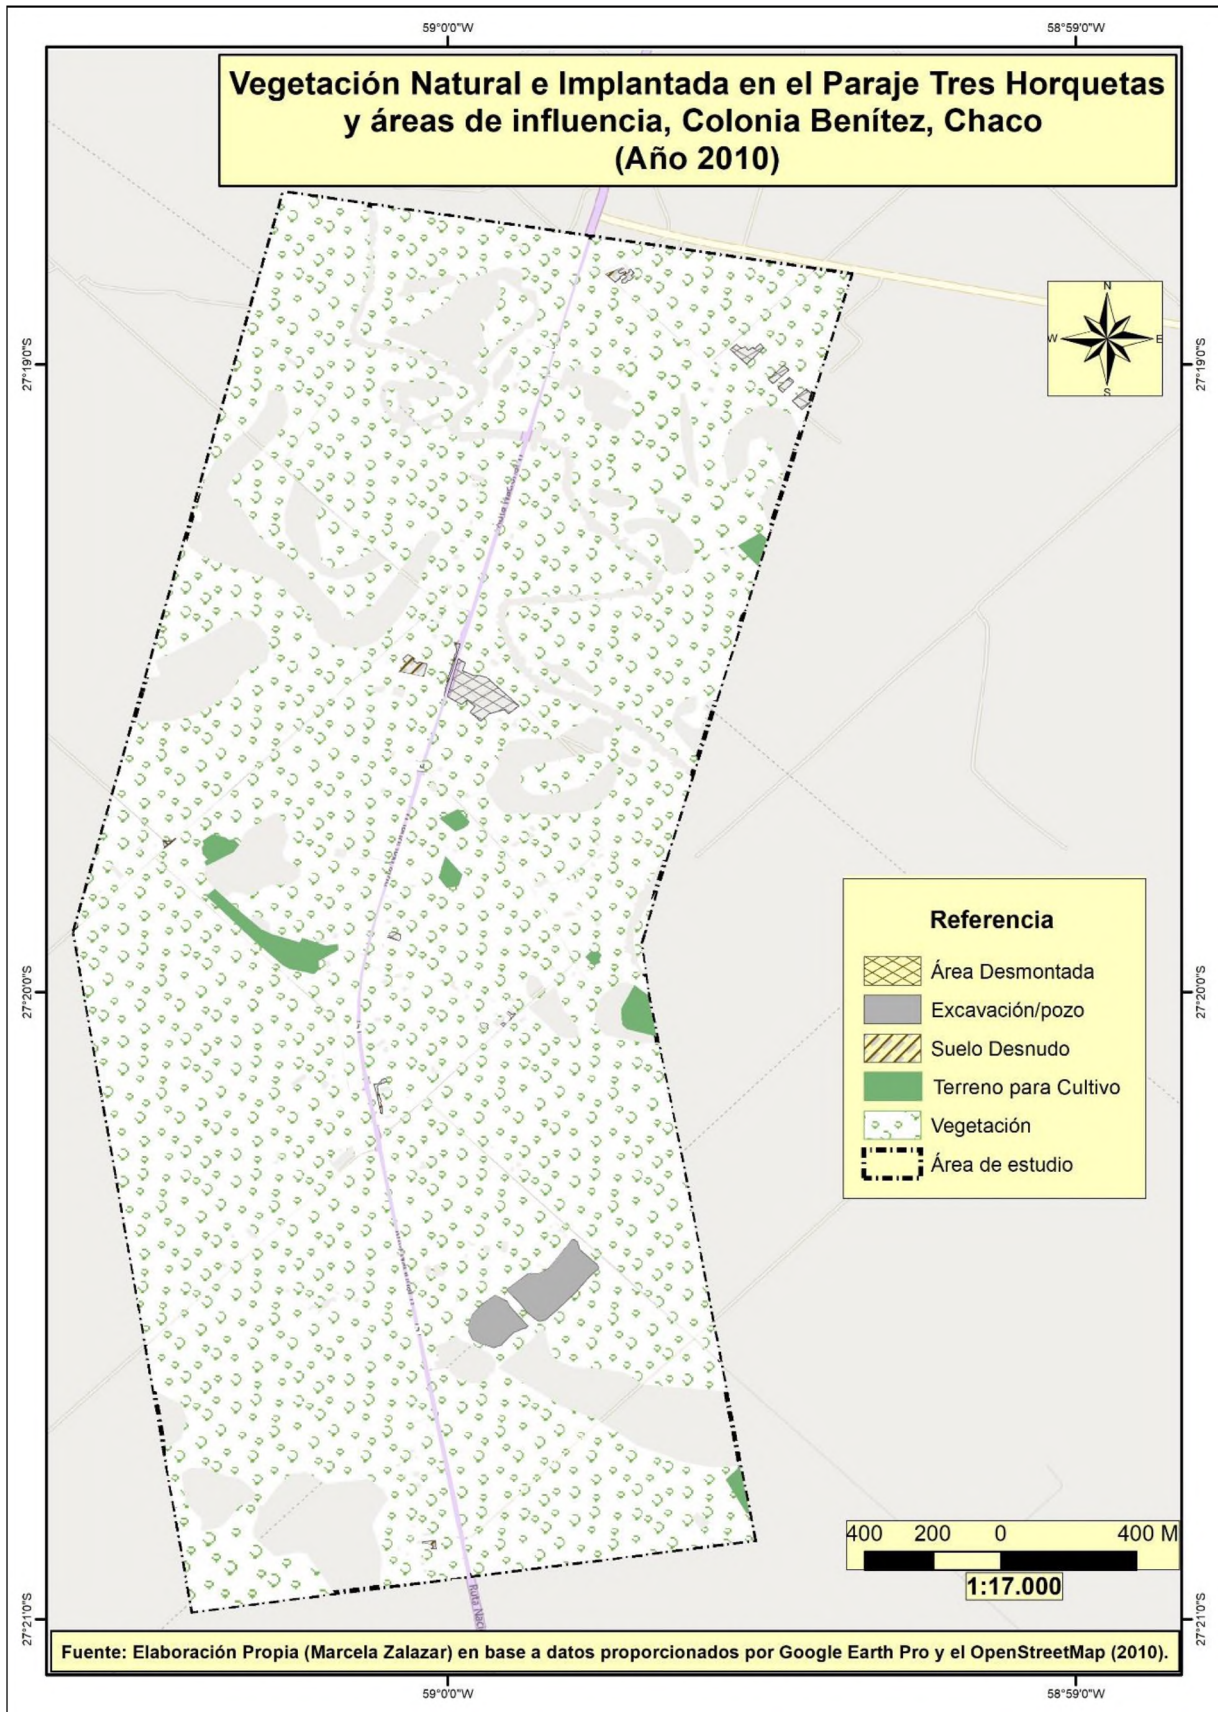 59°0'0"W
58°59'0"W
Vegetación Natural e Implantada en el Paraje Tres Horquetas
y áreas de influencia, Colonia Benítez, Chaco
(Año 2010)
27°19'0"S
27°19'0"S
N
W
E
S
Referencia
Área Desmontada
Excavación/pozo
Suelo Desnudo
Terreno para Cultivo
Vegetación
Área de estudio
27°20'0"S
27°20'0"S
400 200 0 400 M
1:17.000
27°21'0"S
27°21'0"S
Ruta Naci
Fuente: Elaboración Propia (Marcela Zalazar) en base a datos proporcionados por Google Earth Pro y el OpenStreetMap (2010).
59°0'0"W
58°59'0"W